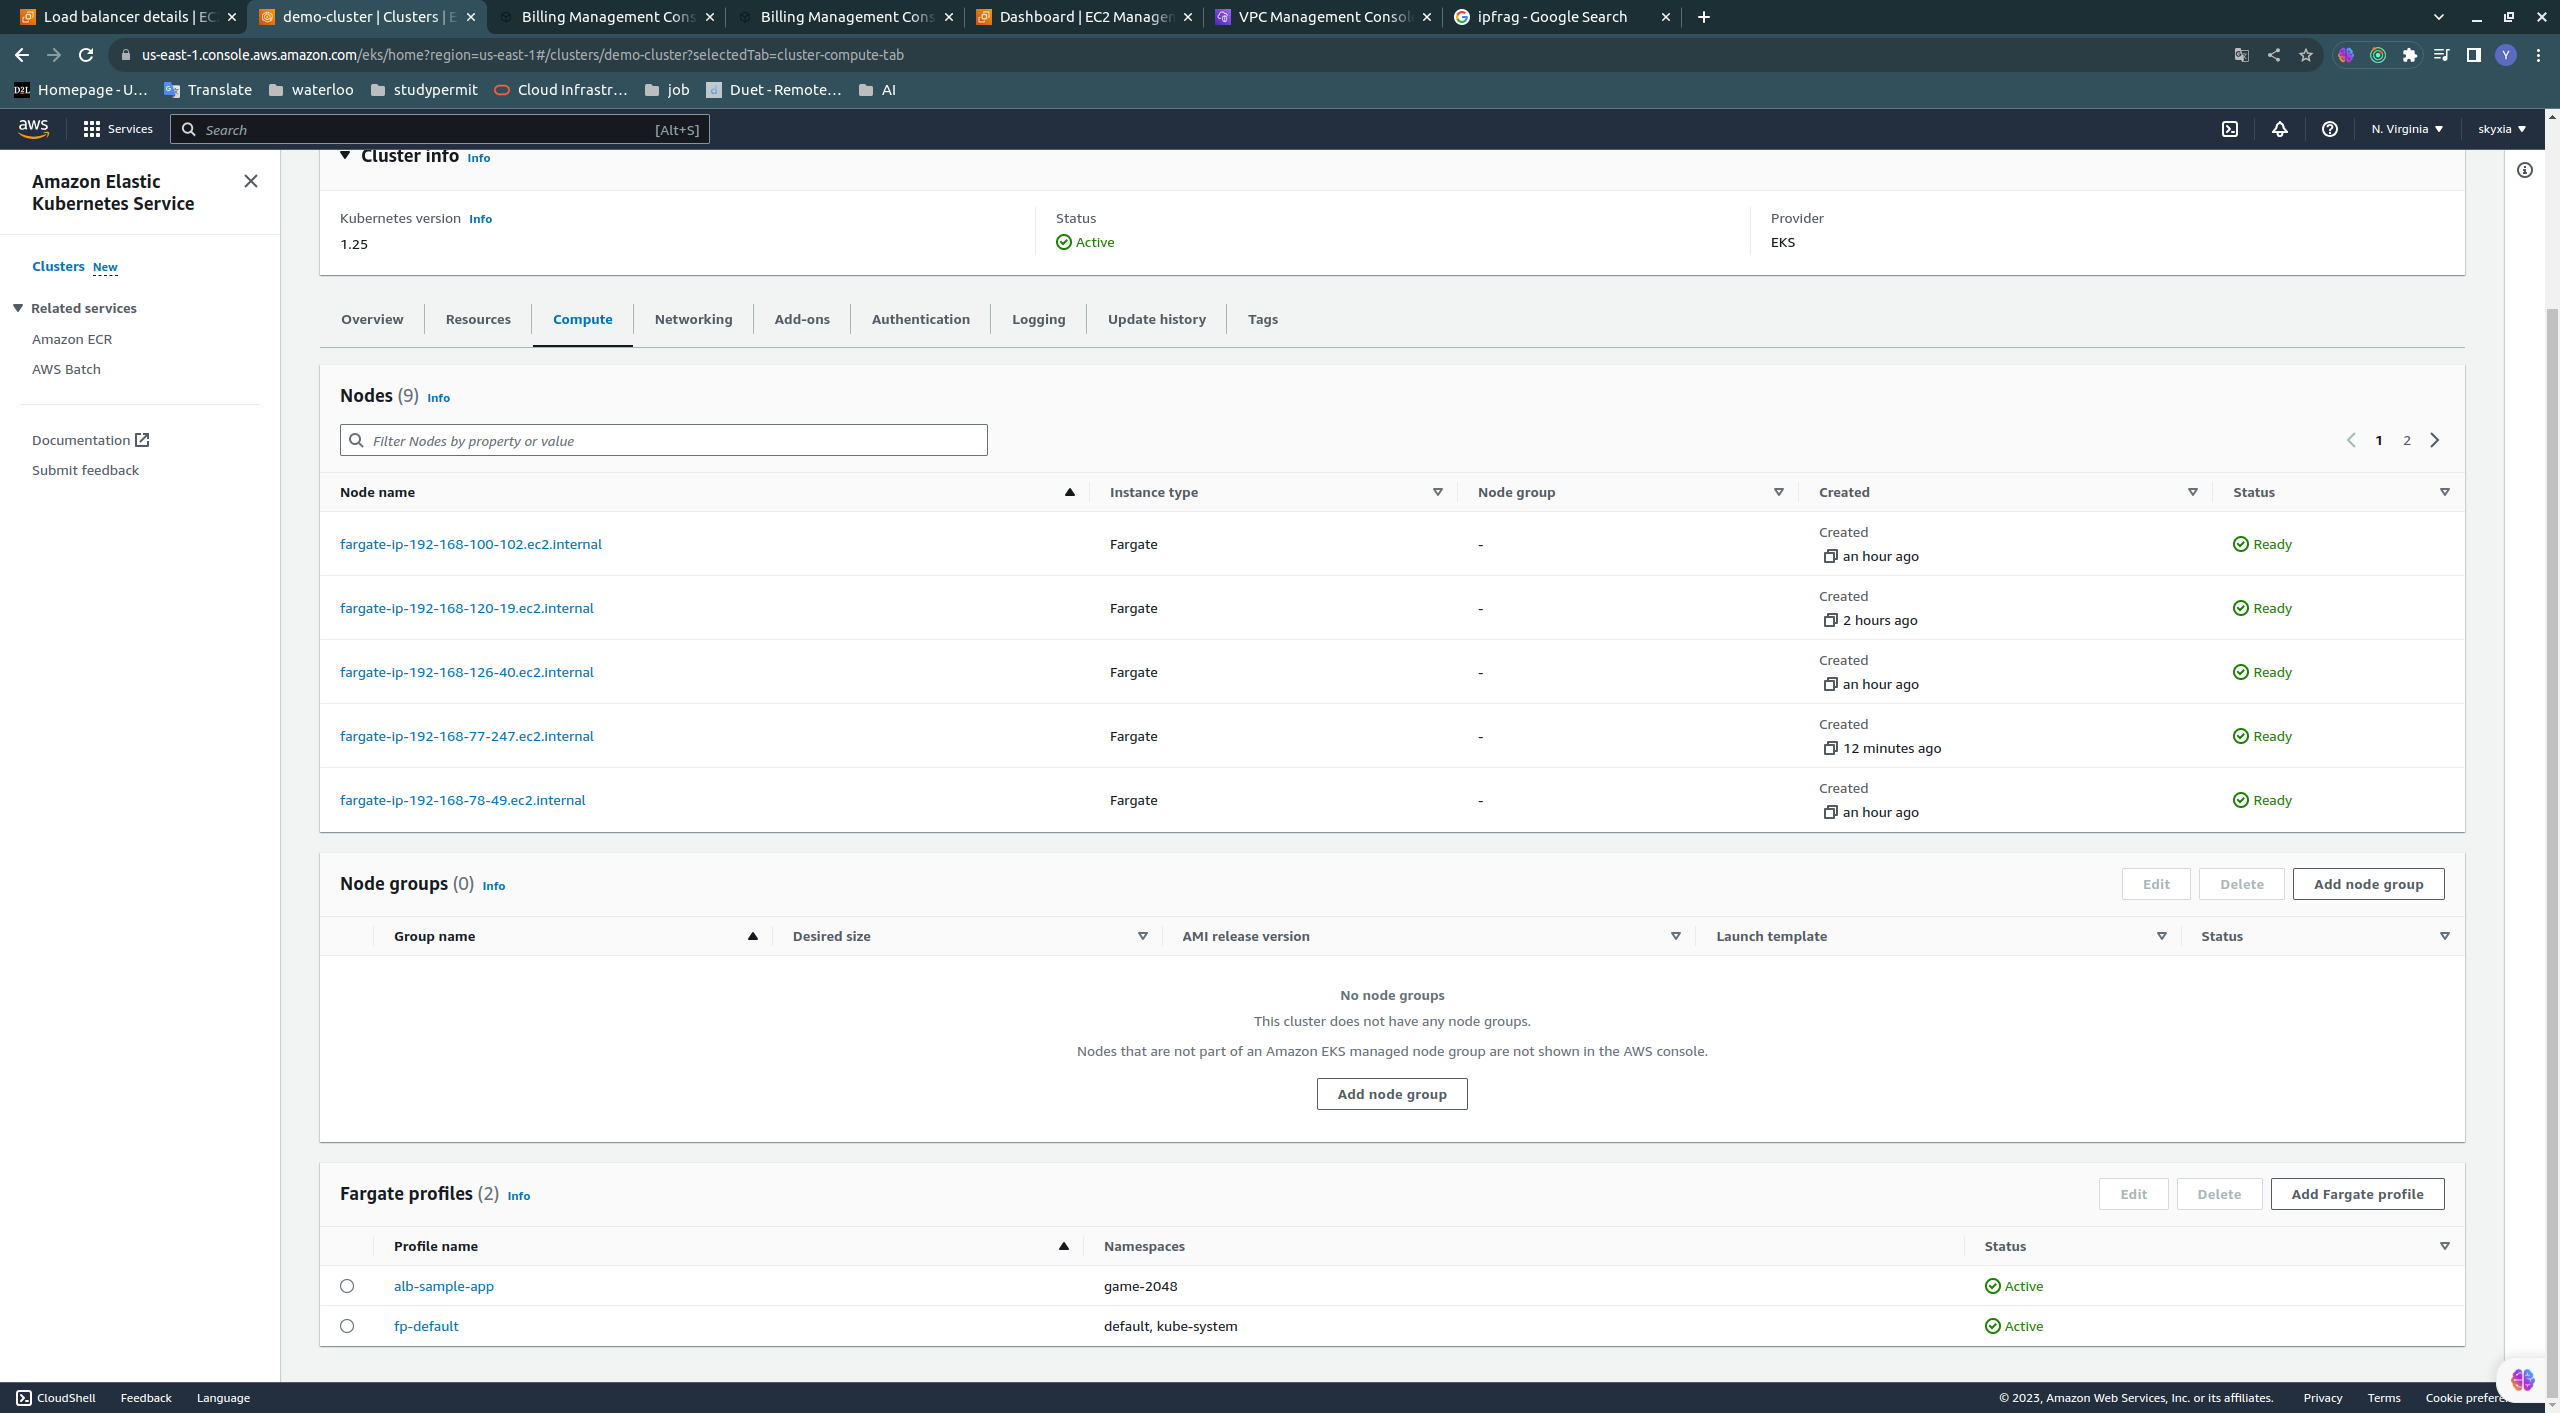 Load balancer details | EC
demo-cluster | Clusters | E
Billing Management Cons
Billing Management Cons
Dashboard | EC2 Managem
VPC Management Consol
ipfrag - Google Search
us-east-1.console.aws.amazon.com/eks/home?region=us-east-1#/clusters/demo-cluster?selectedTab=cluster-compute-tab
Y
D2L Homepage - U...
Translate
waterloo
studypermit
Cloud Infrastr...
job
d Duet - Remote...
AI
aws
Services
Search
[Alt+S]
N. Virginia
skyxia
Amazon Elastic
Kubernetes Service
Clusters New
Related services
Amazon ECR
AWS Batch
Documentation
Submit feedback
Cluster info Info
Kubernetes version Info
1.25
Status
Active
Provider
EKS
Overview
Resources
Compute
Networking
Add-ons
Authentication
Logging
Update history
Tags
Nodes (9) Info
Filter Nodes by property or value
1 2
Node name Instance type Node group Created Status
fargate-ip-192-168-100-102.ec2.internal Fargate - Created
an hour ago Ready
fargate-ip-192-168-120-19.ec2.internal Fargate - Created
2 hours ago Ready
fargate-ip-192-168-126-40.ec2.internal Fargate - Created
an hour ago Ready
fargate-ip-192-168-77-247.ec2.internal Fargate - Created
12 minutes ago Ready
fargate-ip-192-168-78-49.ec2.internal Fargate - Created
an hour ago Ready
Node groups (0) Info
Edit
Delete
Add node group
Group name Desired size AMI release version Launch template Status
No node groups
This cluster does not have any node groups.
Nodes that are not part of an Amazon EKS managed node group are not shown in the AWS console.
Add node group
Fargate profiles (2) Info
Edit
Delete
Add Fargate profile
Profile name Namespaces Status
alb-sample-app game-2048 Active
fp-default default, kube-system Active
CloudShell
Feedback
Language
© 2023, Amazon Web Services, Inc. or its affiliates.
Privacy
Terms
Cookie prefere